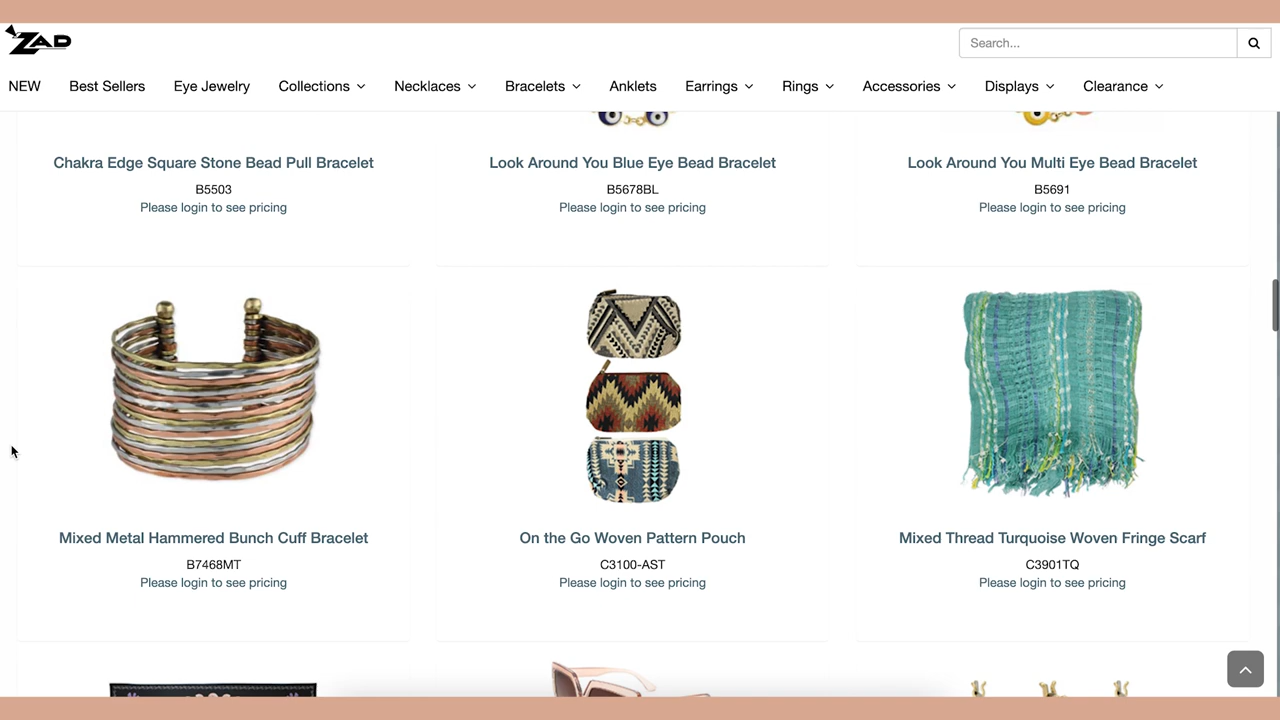 ZAD
Search...
NEW
Best Sellers
Eye Jewelry
Collections
Necklaces
Bracelets
Anklets
Earrings
Rings
Accessories
Displays
Clearance
Chakra Edge Square Stone Bead Pull Bracelet
B5503
Please login to see pricing
Look Around You Blue Eye Bead Bracelet
B5678BL
Please login to see pricing
Look Around You Multi Eye Bead Bracelet
B5691
Please login to see pricing
Mixed Metal Hammered Bunch Cuff Bracelet
B7468MT
Please login to see pricing
On the Go Woven Pattern Pouch
C3100-AST
Please login to see pricing
Mixed Thread Turquoise Woven Fringe Scarf
C3901TQ
Please login to see pricing